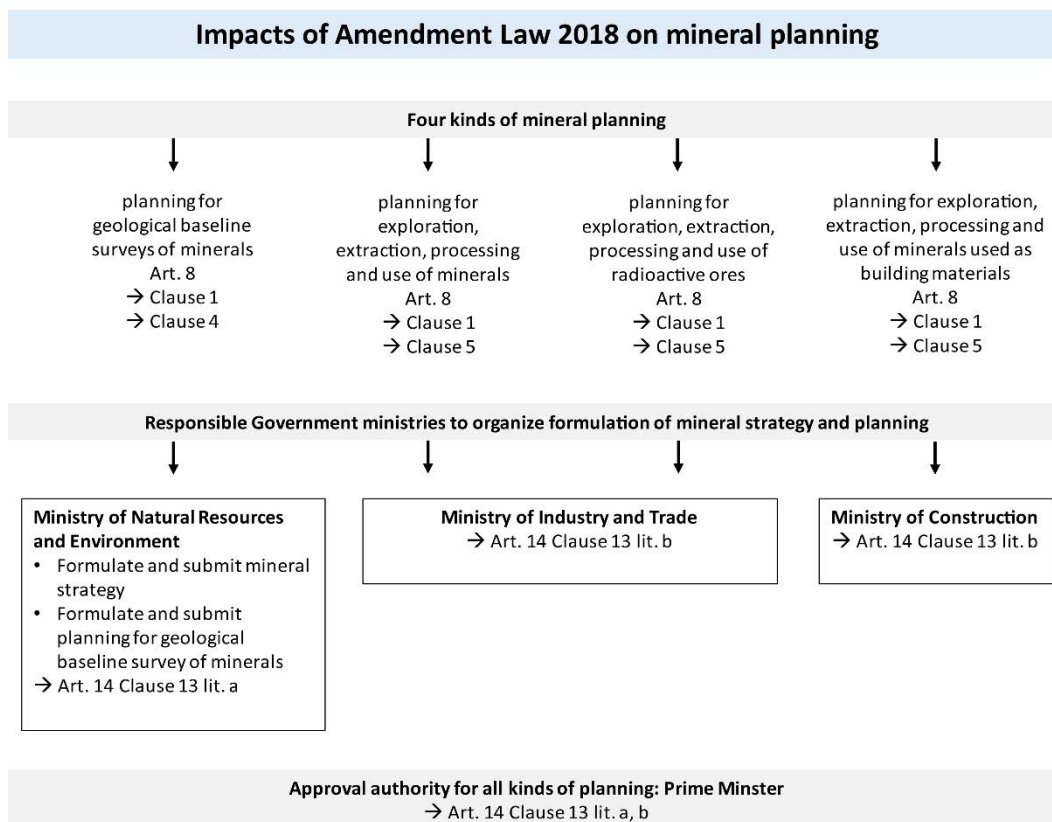 Impacts of Amendment Law 2018 on mineral planning
Four kinds of mineral planning
planning for
geological baseline
surveys of minerals
Art. 8
→ Clause 1
→ Clause 4
planning for
exploration,
extraction, processing
and use of minerals
Art. 8
→ Clause 1
→ Clause 5
planning for
exploration, extraction,
processing and use of
radioactive ores
Art. 8
→ Clause 1
→ Clause 5
planning for exploration,
extraction, processing and
use of minerals used as
building materials
Art. 8
→ Clause 1
→ Clause 5
Responsible Government ministries to organize formulation of mineral strategy and planning
Ministry of Natural Resources
and Environment
• Formulate and submit mineral
strategy
• Formulate and submit
planning for geological
baseline survey of minerals
→ Art. 14 Clause 13 lit. a
Ministry of Industry and Trade
→ Art. 14 Clause 13 lit. b
Ministry of Construction
→ Art. 14 Clause 13 lit. b
Approval authority for all kinds of planning: Prime Minster
→ Art. 14 Clause 13 lit. a, b